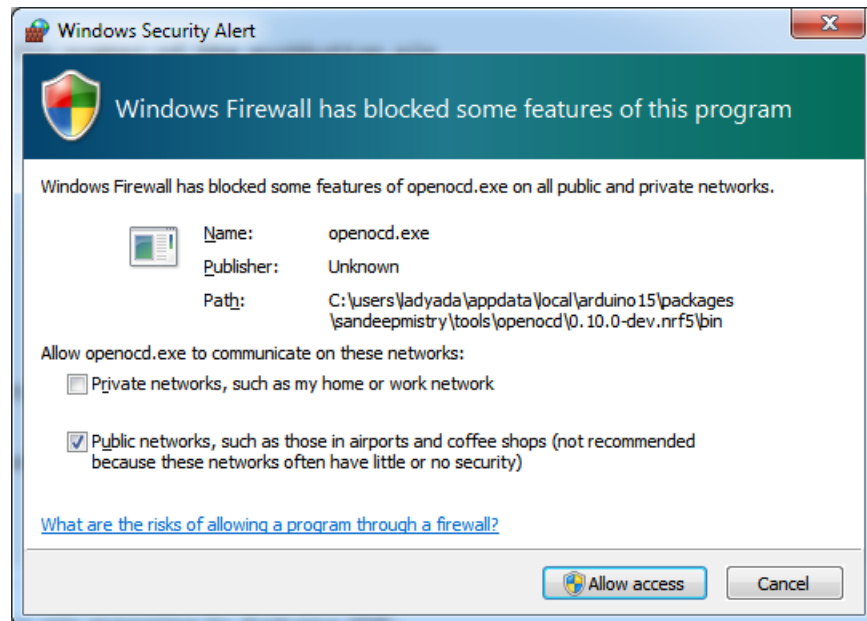 Windows Security Alert
Windows Firewall has blocked some features of this program
Windows Firewall has blocked some features of openocd.exe on all public and private networks.
Name: openocd.exe
Publisher: Unknown
Path: C:\users\ladyada\appdata\local\arduino15\packages
\sandeepmistry\tools\openocd\0.10.0-dev.nrf5\bin
Allow openocd.exe to communicate on these networks:
Private networks, such as my home or work network
Public networks, such as those in airports and coffee shops (not recommended
because these networks often have little or no security)
What are the risks of allowing a program through a firewall?
Allow access Cancel